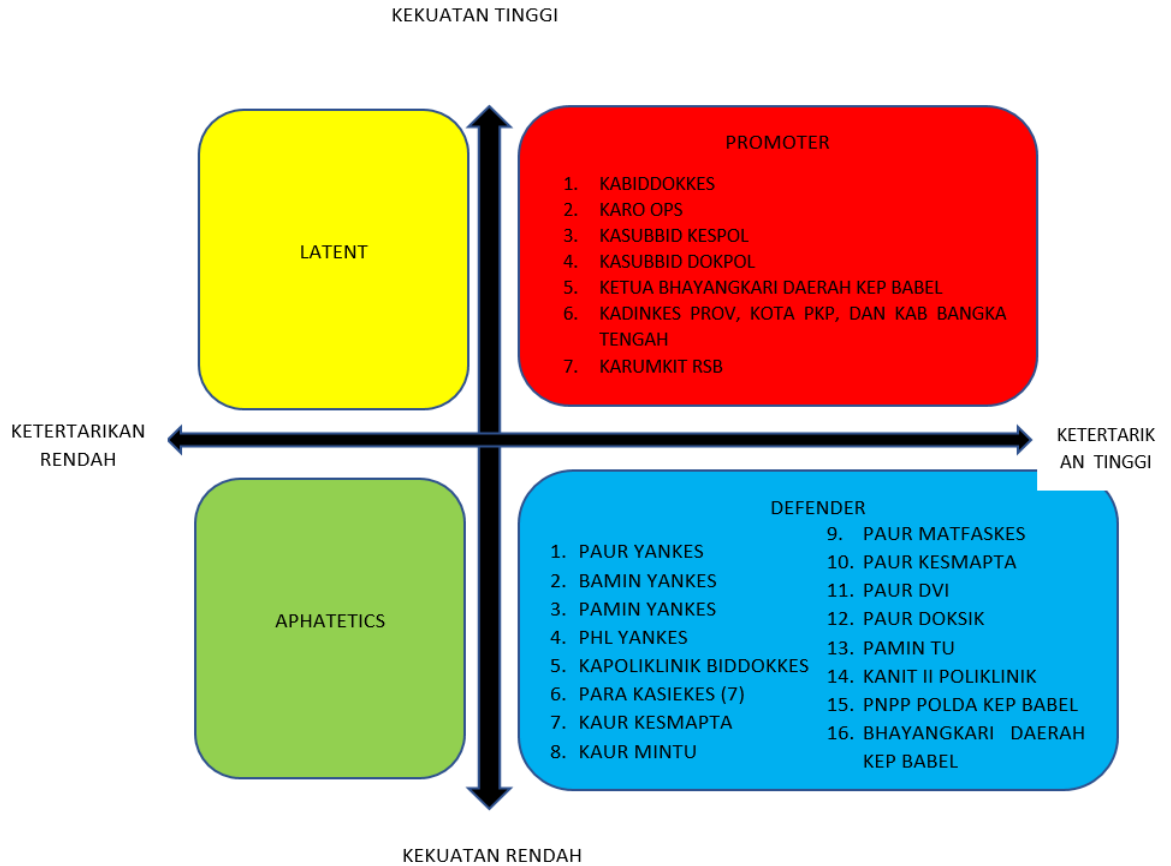 KEKUATAN TINGGI
LATENT
PROMOTER
1. KABIDDOKKES
2. KARO OPS
3. KASUBBID KESPOL
4. KASUBBID DOKPOL
5. KETUA BHAYANGKARI DAERAH KEP BABEL
6. KADINKES PROV, KOTA PKP, DAN KAB BANGKA
TENGAH
7. KARUMKIT RSB
KETERTARIKAN
RENDAH
KETERTARIK
AN TINGGI
APHATETICS
DEFENDER
1. PAUR YANKES
2. BAMIN YANKES
3. PAMIN YANKES
4. PHL YANKES
5. KAPOLIKLINIK BIDDOKKES
6. PARA KASIEKES (7)
7. KAUR KESMAPTA
8. KAUR MINTU
9. PAUR MATFASKES
10. PAUR KESMAPTA
11. PAUR DVI
12. PAUR DOKSIK
13. PAMIN TU
14. KANIT II POLIKLINIK
15. PNPP POLDA KEP BABEL
16. BHAYANGKARI DAERAH
KEP BABEL
KEKUATAN RENDAH